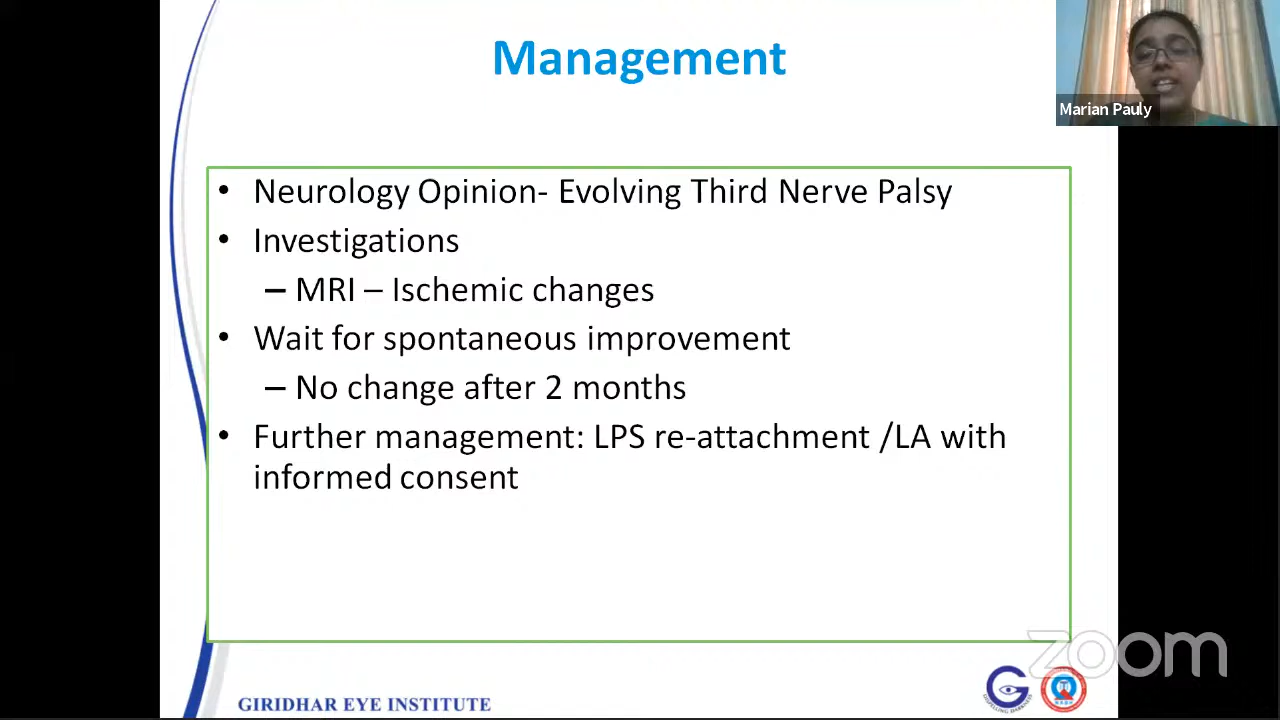 Management
Marian Pauly
• Neurology Opinion- Evolving Third Nerve Palsy
• Investigations
– MRI – Ischemic changes
• Wait for spontaneous improvement
– No change after 2 months
• Further management: LPS re-attachment /LA with
informed consent
zoom
GIRIDHAR EYE INSTITUTE